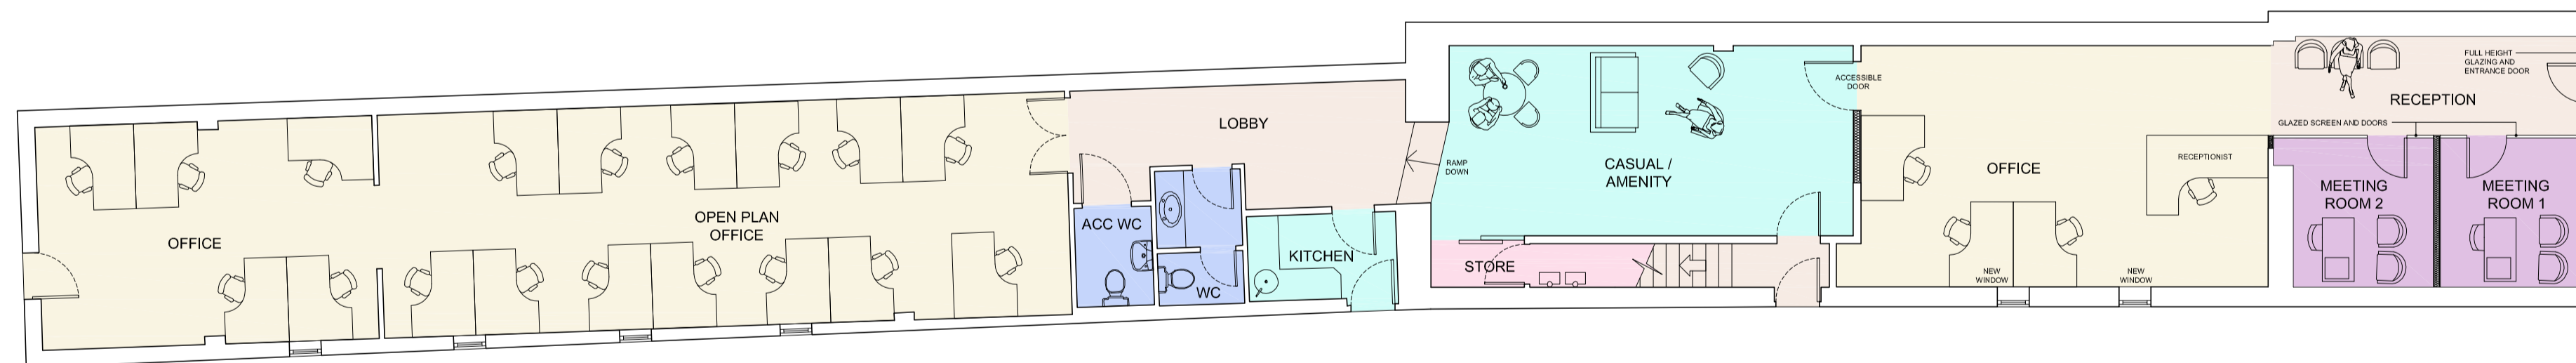 OFFICE
OPEN PLAN
OFFICE
LOBBY
ACC WC
WC
KITCHEN
RAMP
DOWN
CASUAL /
AMENITY
STORE
ACCESSIBLE
DOOR
OFFICE
RECEPTIONIST
NEW
WINDOW
NEW
WINDOW
FULL HEIGHT
GLAZING AND
ENTRANCE DOOR
RECEPTION
GLAZED SCREEN AND DOORS
MEETING
ROOM 2
MEETING
ROOM 1